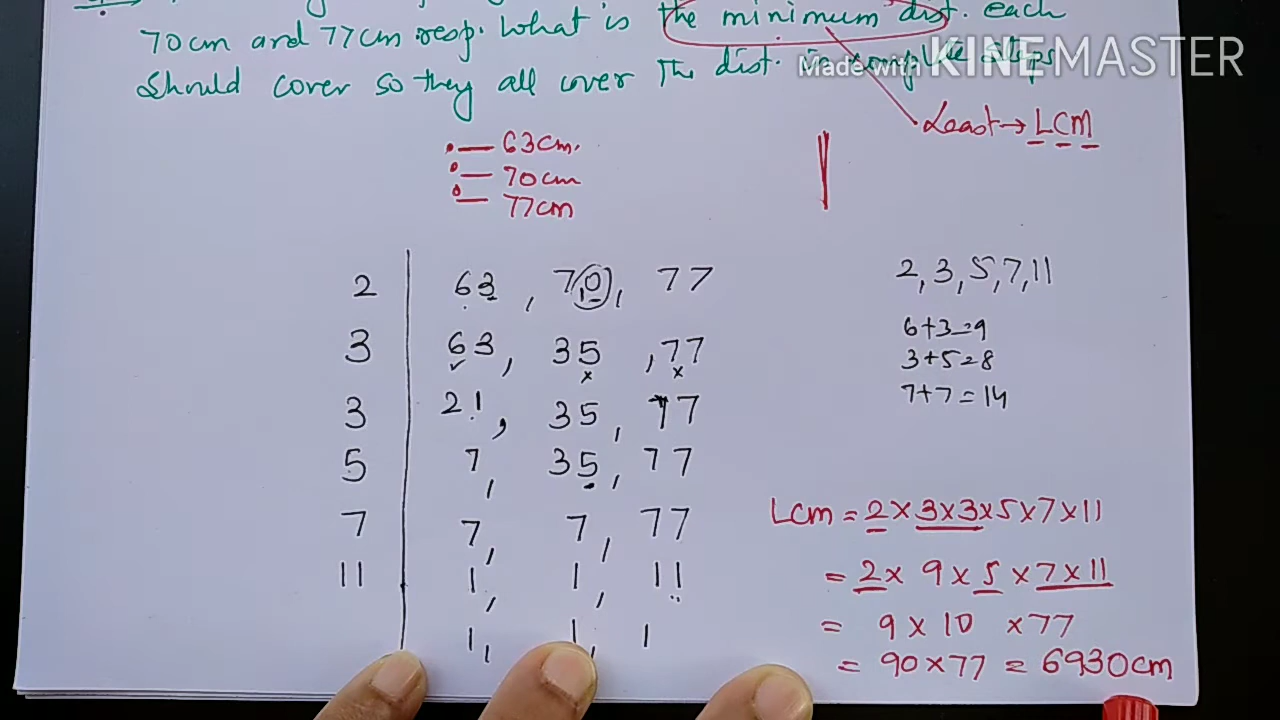 70cm and 77cm resp. What is the minimum dist. each
Should cover so they all cover the dist. in complete steps
Made with KINEMASTER
Least → LCM
63cm.
70cm
77cm
2 63, 70, 77
3 63, 35, 77
3 21, 35, 77
5 7, 35, 77
7 7, 7, 77
11 1, 1, 11
1, 1, 1
2, 3, 5, 7, 11
6+3=9
3+5=8
7+7=14
LCM = 2×3×3×5×7×11
= 2×9×5×7×11
= 9×10×77
= 90×77 = 6930cm